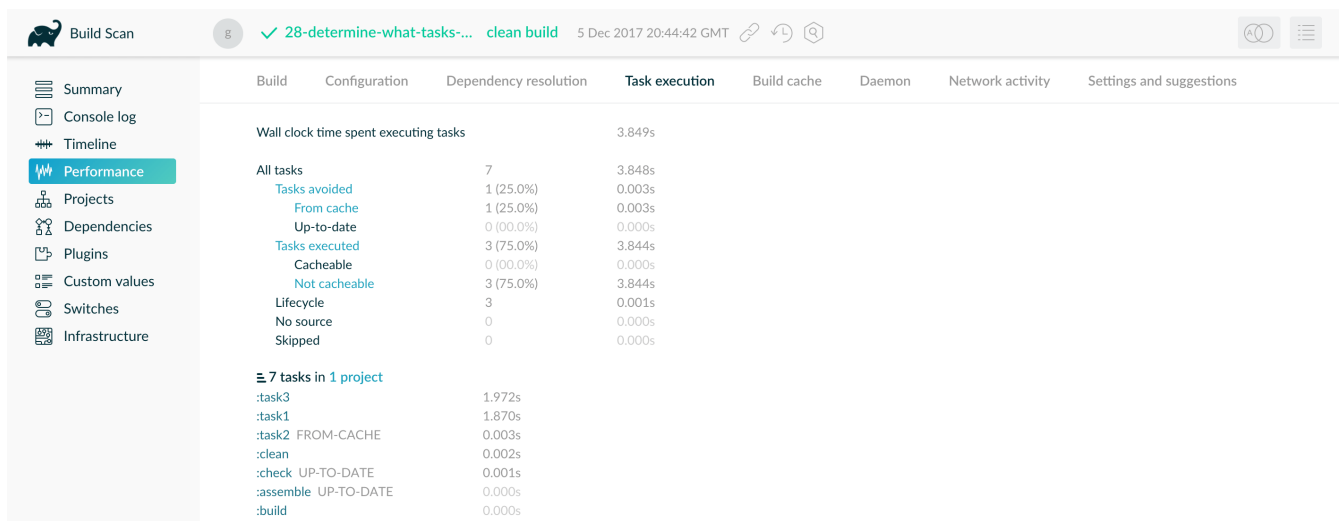 Build Scan
g 28-determine-what-tasks-... clean build 5 Dec 2017 20:44:42 GMT
Summary
Console log
Timeline
Performance
Projects
Dependencies
Plugins
Custom values
Switches
Infrastructure
Build Configuration Dependency resolution Task execution Build cache Daemon Network activity Settings and suggestions
Wall clock time spent executing tasks 3.849s
All tasks 7 3.848s
Tasks avoided 1 (25.0%) 0.003s
From cache 1 (25.0%) 0.003s
Up-to-date 0 (00.0%) 0.000s
Tasks executed 3 (75.0%) 3.844s
Cacheable 0 (00.0%) 0.000s
Not cacheable 3 (75.0%) 3.844s
Lifecycle 3 0.001s
No source 0 0.000s
Skipped 0 0.000s
7 tasks in 1 project
:task3 1.972s
:task1 1.870s
:task2 FROM-CACHE 0.003s
:clean 0.002s
:check UP-TO-DATE 0.001s
:assemble UP-TO-DATE 0.000s
:build 0.000s